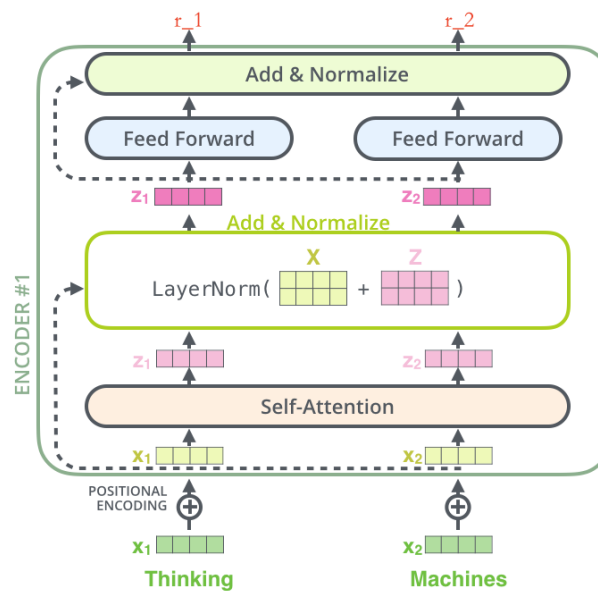 r_1 r_2
Add & Normalize
Feed Forward Feed Forward
z1 z2
Add & Normalize
X Z
LayerNorm( + )
z1 z2
Self-Attention
x1 x2
POSITIONAL
ENCODING
x1 x2
Thinking Machines
ENCODER #1